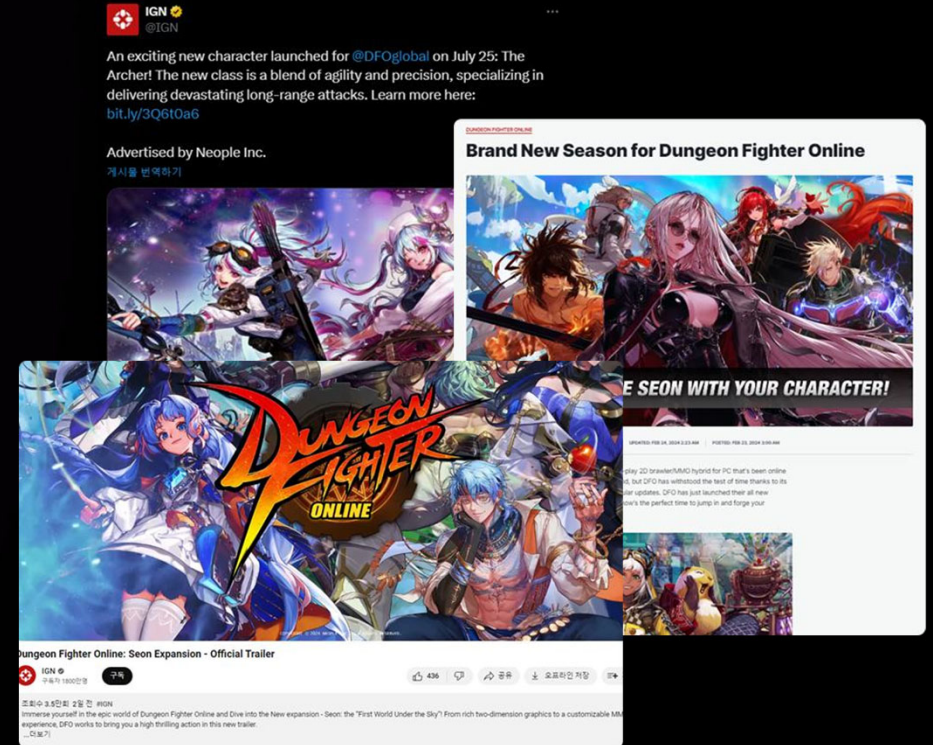 IGN
@IGN
An exciting new character launched for @DFOglobal on July 25: The
Archer! The new class is a blend of agility and precision, specializing in
delivering devastating long-range attacks. Learn more here:
bit.ly/3Q6t0a6
Advertised by Neople Inc.
게시물 번역하기
DUNGEON FIGHTER ONLINE
Brand New Season for Dungeon Fighter Online
E SEON WITH YOUR CHARACTER!
UPDATED: FEB 24, 2024 2:23 AM POSTED: FEB 23, 2024 3:00 AM
-play 2D brawler/MMO hybrid for PC that's been online
d, but DFO has withstood the test of time thanks to its
ular updates. DFO has just launched their all new
ow's the perfect time to jump in and forge your
DUNGEON
FIGHTER
ONLINE
Dungeon Fighter Online: Seon Expansion - Official Trailer
IGN
구독자 1800만명
구독
436
공유
오프라인 저장
조회수 3.5만회 2일 전 #IGN
Immerse yourself in the epic world of Dungeon Fighter Online and Dive into the New expansion - Seon: the "First World Under the Sky"! From rich two-dimension graphics to a customizable MM
experience, DFO works to bring you a high thrilling action in this new trailer.
...더보기